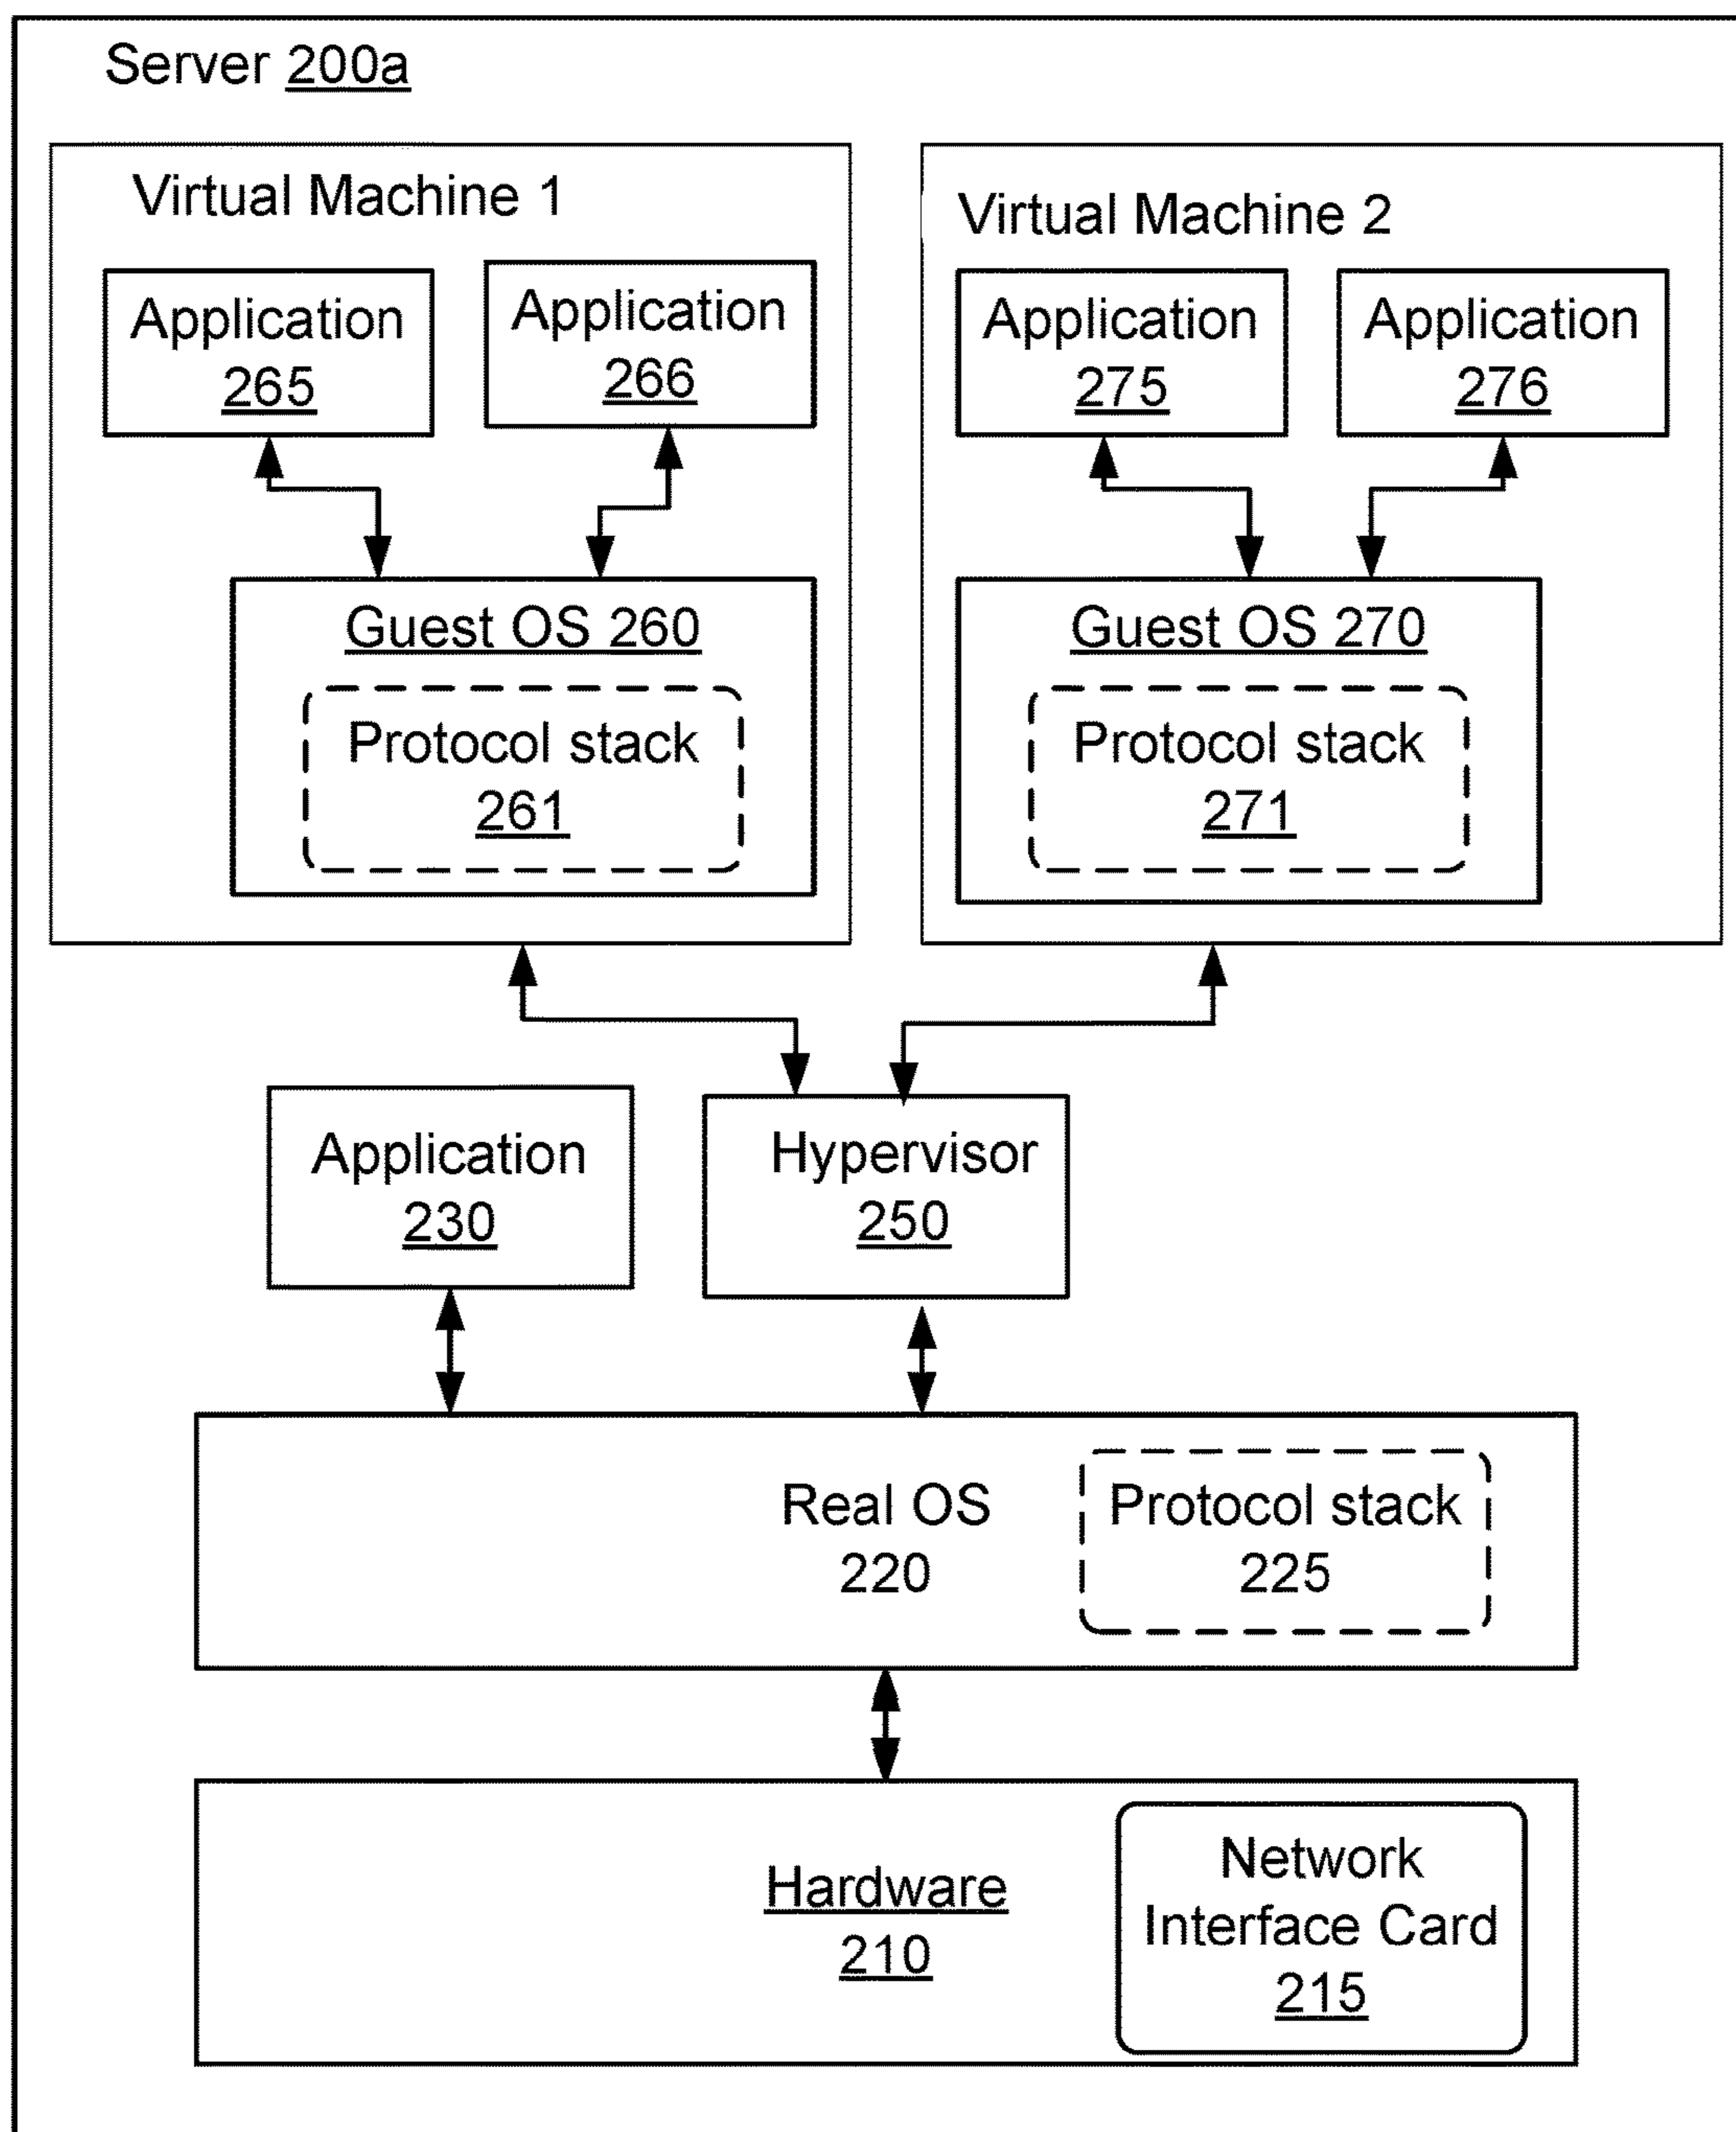 Server 200a
Virtual Machine 1
Application
265
Application
266
Guest OS 260
Protocol stack
261
Virtual Machine 2
Application
275
Application
276
Guest OS 270
Protocol stack
271
Application
230
Hypervisor
250
Real OS
220
Protocol stack
225
Hardware
210
Network
Interface Card
215